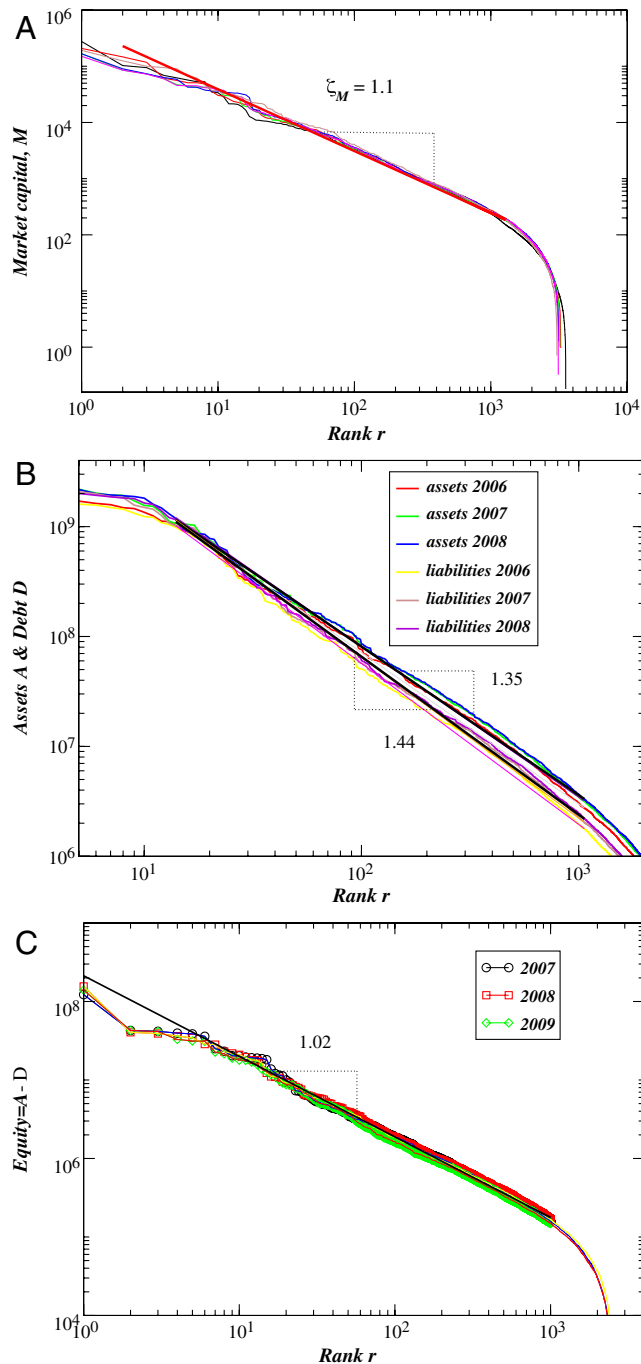 A
10^6
10^4
10^2
10^0
Market capital, M
ζ_M = 1.1
10^0 10^1 10^2 10^3 10^4
Rank r
B
10^9
10^8
10^7
10^6
Assets A & Debt D
assets 2006
assets 2007
assets 2008
liabilities 2006
liabilities 2007
liabilities 2008
1.35
1.44
10^1 10^2 10^3
Rank r
C
10^8
10^6
10^4
Equity=A - D
2007
2008
2009
1.02
10^0 10^1 10^2 10^3
Rank r